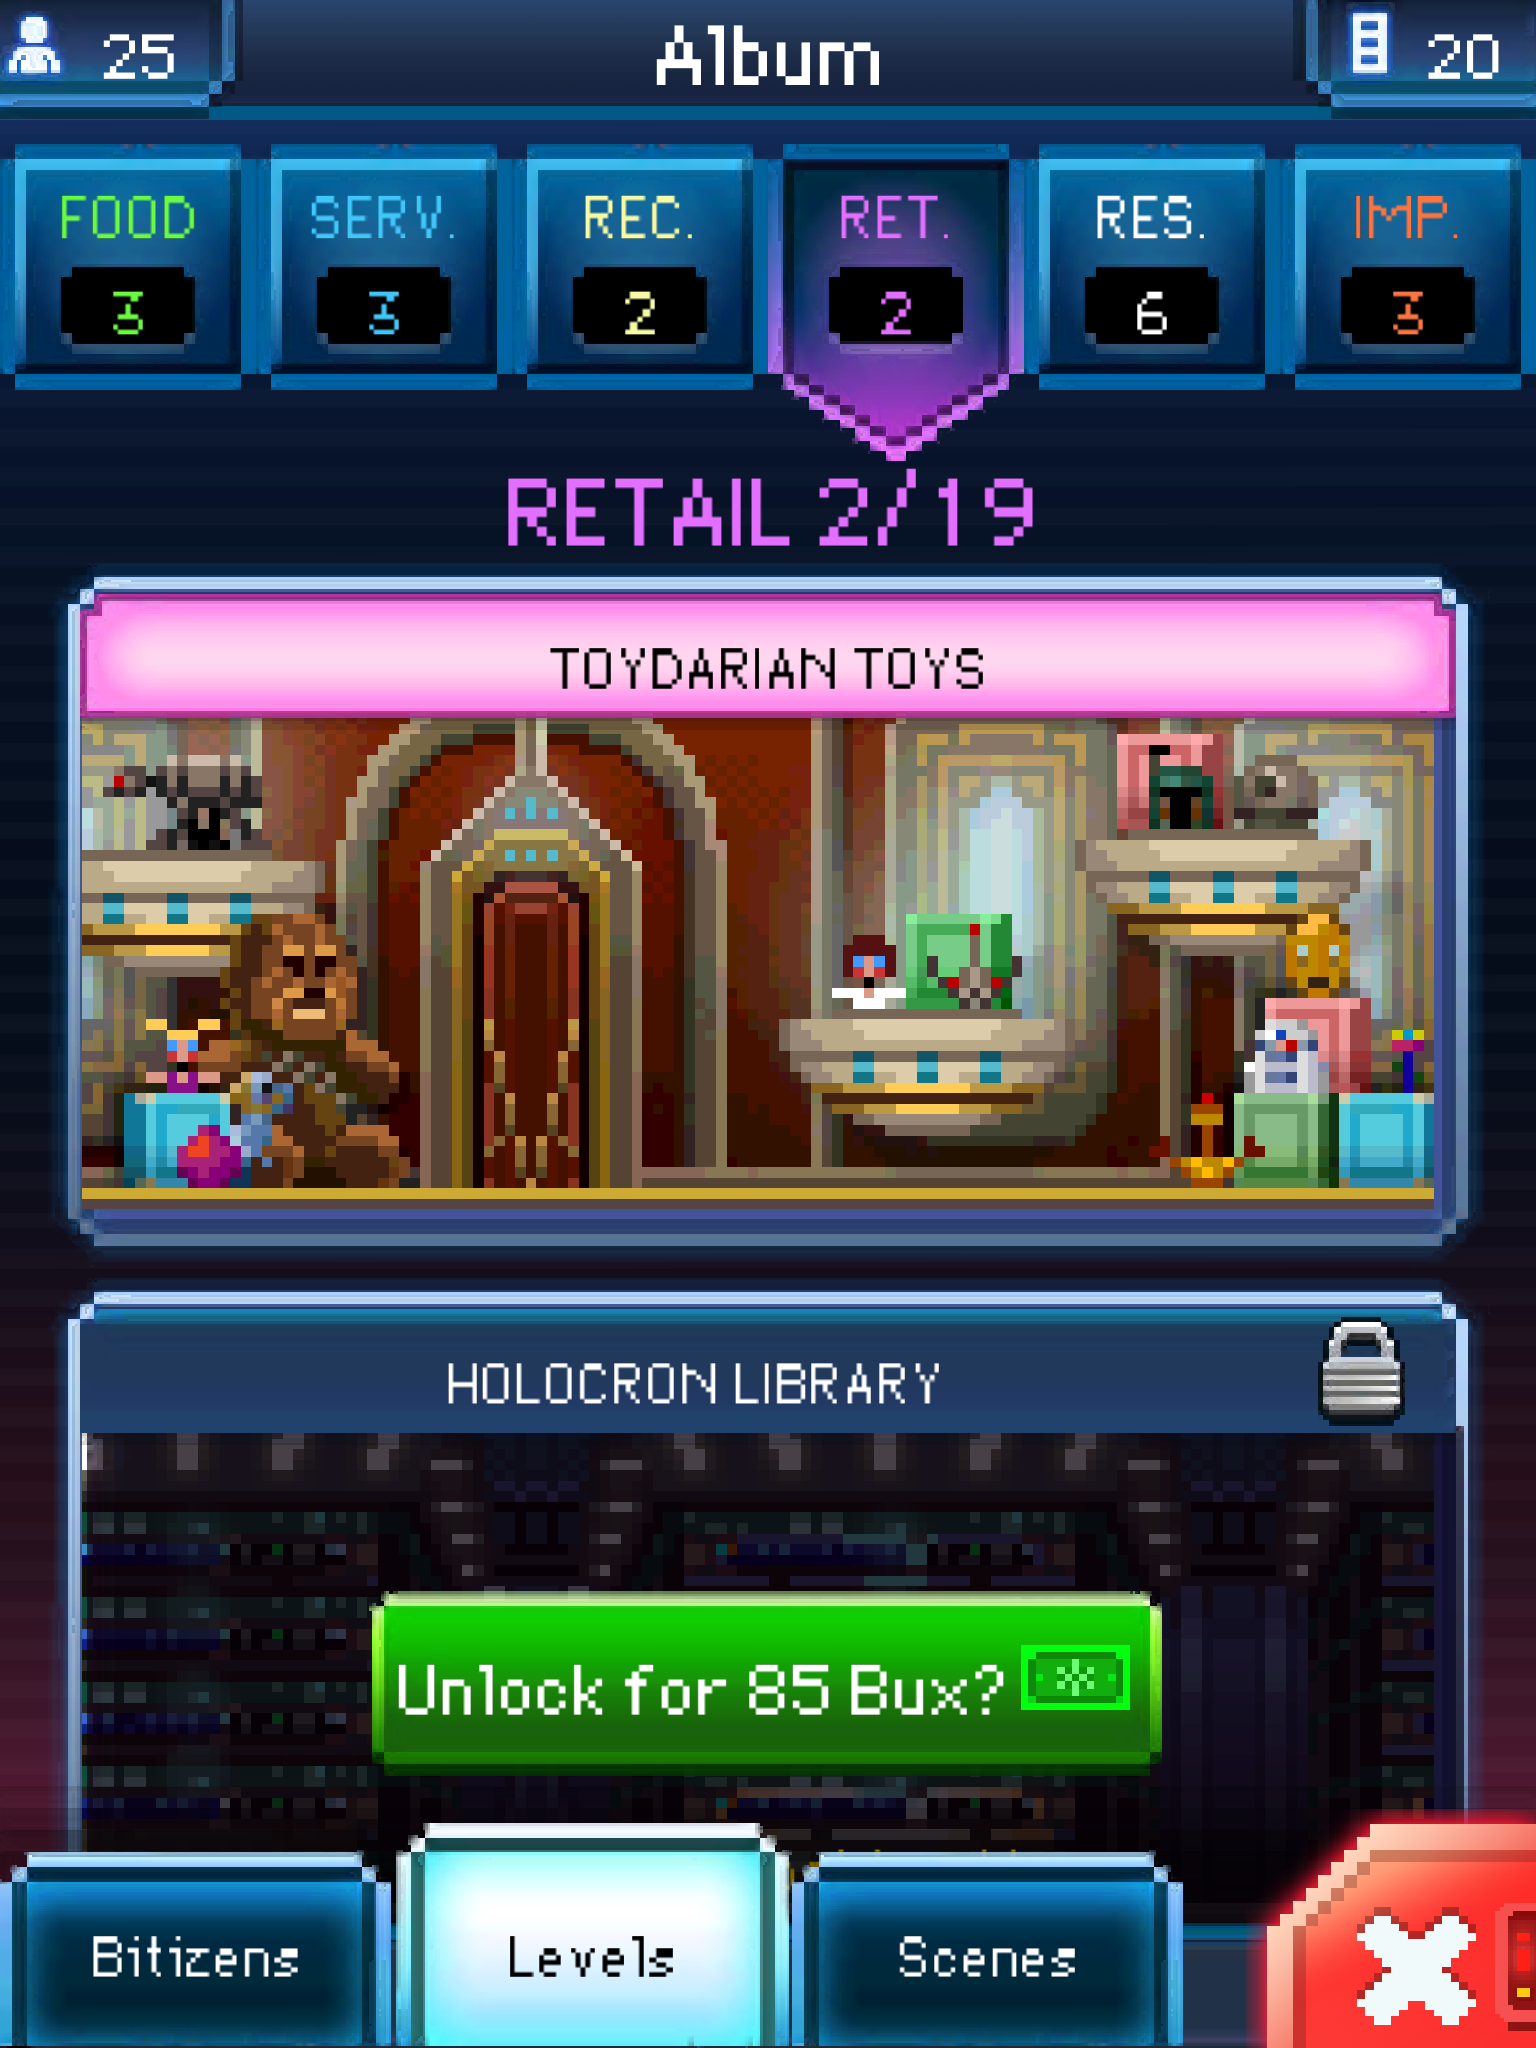 25 Album 20
FOOD SERV. REC. RET. RES. IMP.
3 3 2 2 6 3
RETAIL 2/19
TOYDARIAN TOYS
HOLOCRON LIBRARY
Unlock for 85 Bux?
Bitizens Levels Scenes